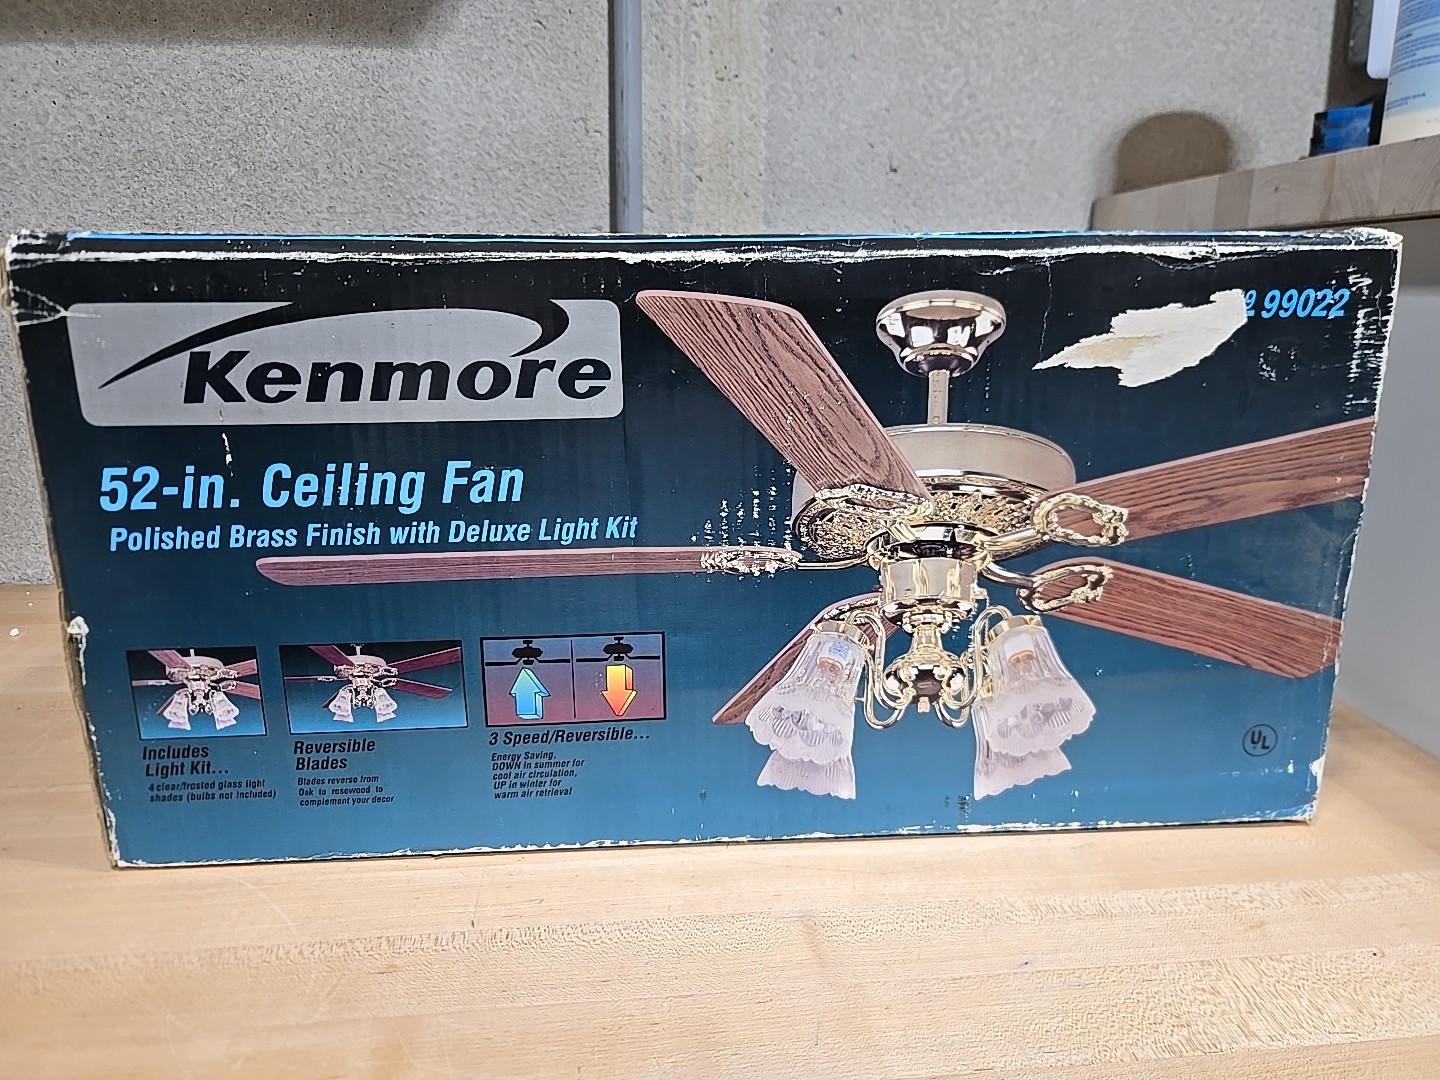 Kenmore
99022
52-in. Ceiling Fan
Polished Brass Finish with Deluxe Light Kit
Includes
Light Kit...
4 clear/frosted glass light
shades (bulbs not included)
Reversible
Blades
Blades reverse from
Oak to rosewood to
complement your decor
3 Speed/Reversible...
Energy Saving,
DOWN in summer for
cool air circulation,
UP in winter for
warm air retrieval
UL